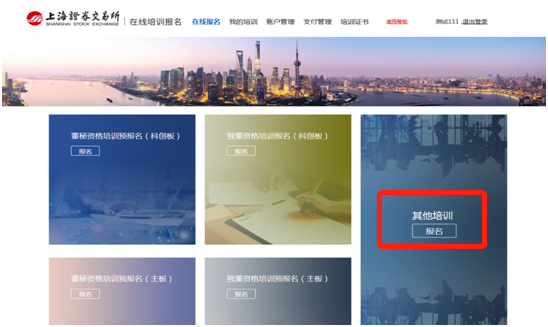 上海證券交易所
SHANGHAI STOCK EXCHANGE
在线培训报名
在线报名 我的培训 账户管理 支付管理 培训证书 使用帮助 测试111 ,退出登录
董秘资格培训预报名（科创板）
报名
独董资格培训预报名（科创板）
报名
其他培训
报名
董秘资格培训预报名（主板）
报名
独董资格培训预报名（主板）
报名